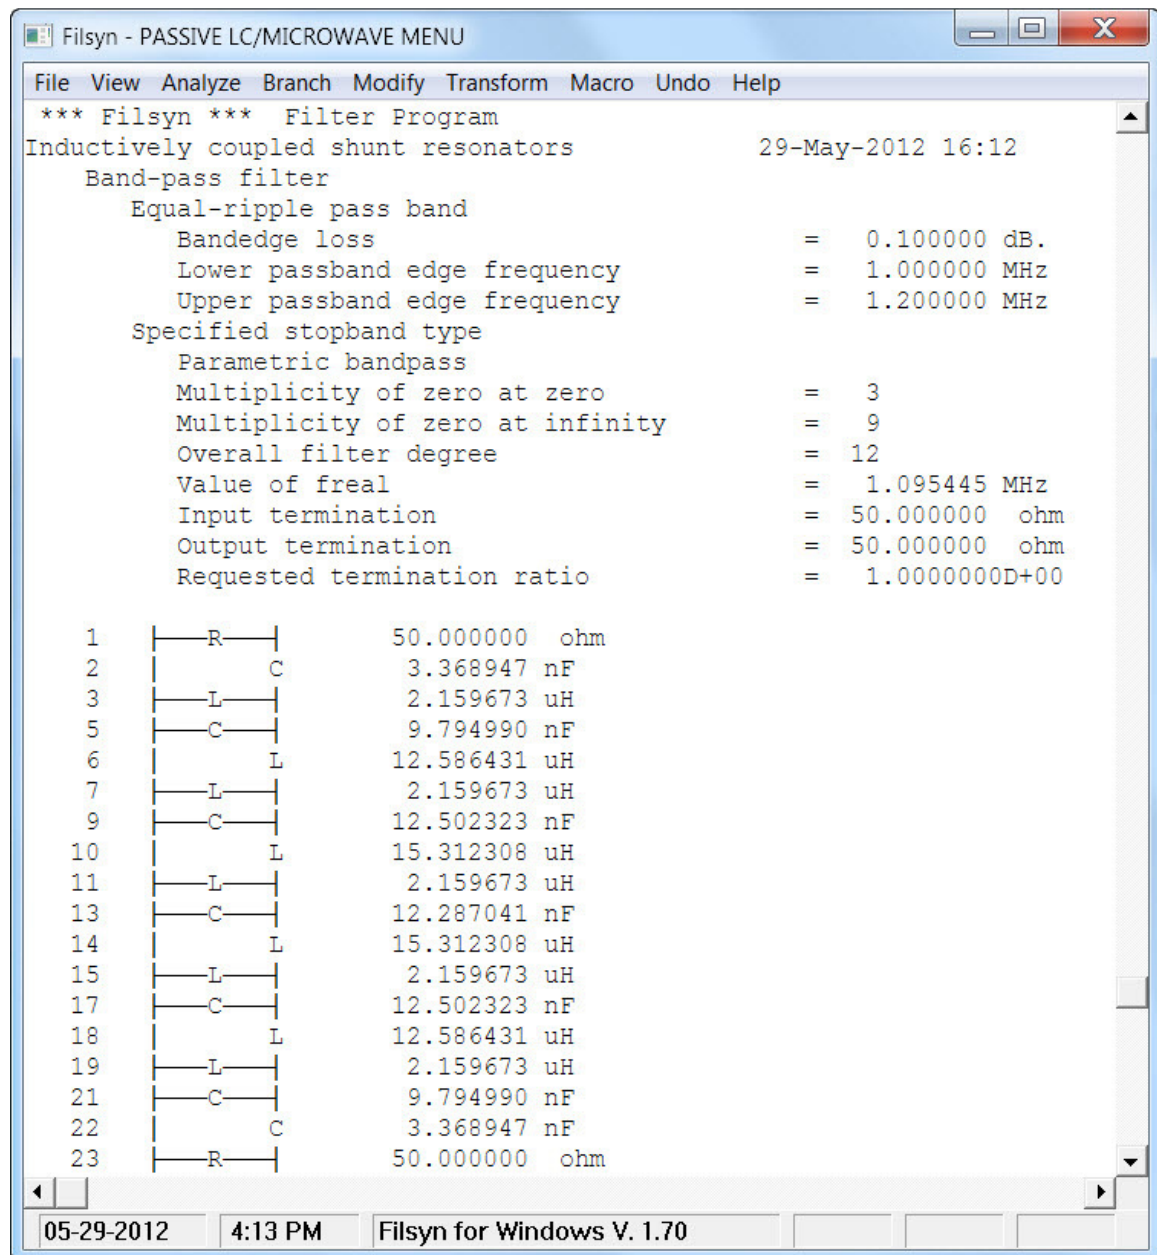 Filsyn - PASSIVE LC/MICROWAVE MENU
File View Analyze Branch Modify Transform Macro Undo Help
*** Filsyn *** Filter Program
Inductively coupled shunt resonators 29-May-2012 16:12
Band-pass filter
Equal-ripple pass band
Bandedge loss = 0.100000 dB.
Lower passband edge frequency = 1.000000 MHz
Upper passband edge frequency = 1.200000 MHz
Specified stopband type
Parametric bandpass
Multiplicity of zero at zero = 3
Multiplicity of zero at infinity = 9
Overall filter degree = 12
Value of freal = 1.095445 MHz
Input termination = 50.000000 ohm
Output termination = 50.000000 ohm
Requested termination ratio = 1.0000000D+00
1 R 50.000000 ohm
2 C 3.368947 nF
3 L 2.159673 uH
5 C 9.794990 nF
6 L 12.586431 uH
7 L 2.159673 uH
9 C 12.502323 nF
10 L 15.312308 uH
11 L 2.159673 uH
13 C 12.287041 nF
14 L 15.312308 uH
15 L 2.159673 uH
17 C 12.502323 nF
18 L 12.586431 uH
19 L 2.159673 uH
21 C 9.794990 nF
22 C 3.368947 nF
23 R 50.000000 ohm
05-29-2012 4:13 PM Filsyn for Windows V. 1.70